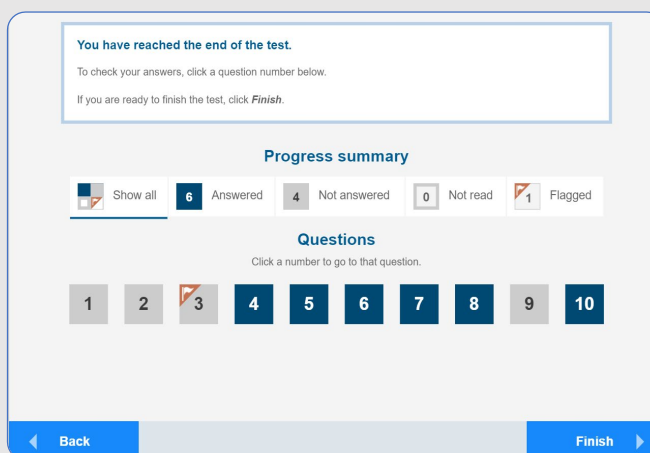 You have reached the end of the test.
To check your answers, click a question number below.
If you are ready to finish the test, click Finish.
Progress summary
Show all 6 Answered 4 Not answered 0 Not read 1 Flagged
Questions
Click a number to go to that question.
1 2 3 4 5 6 7 8 9 10
Back Finish